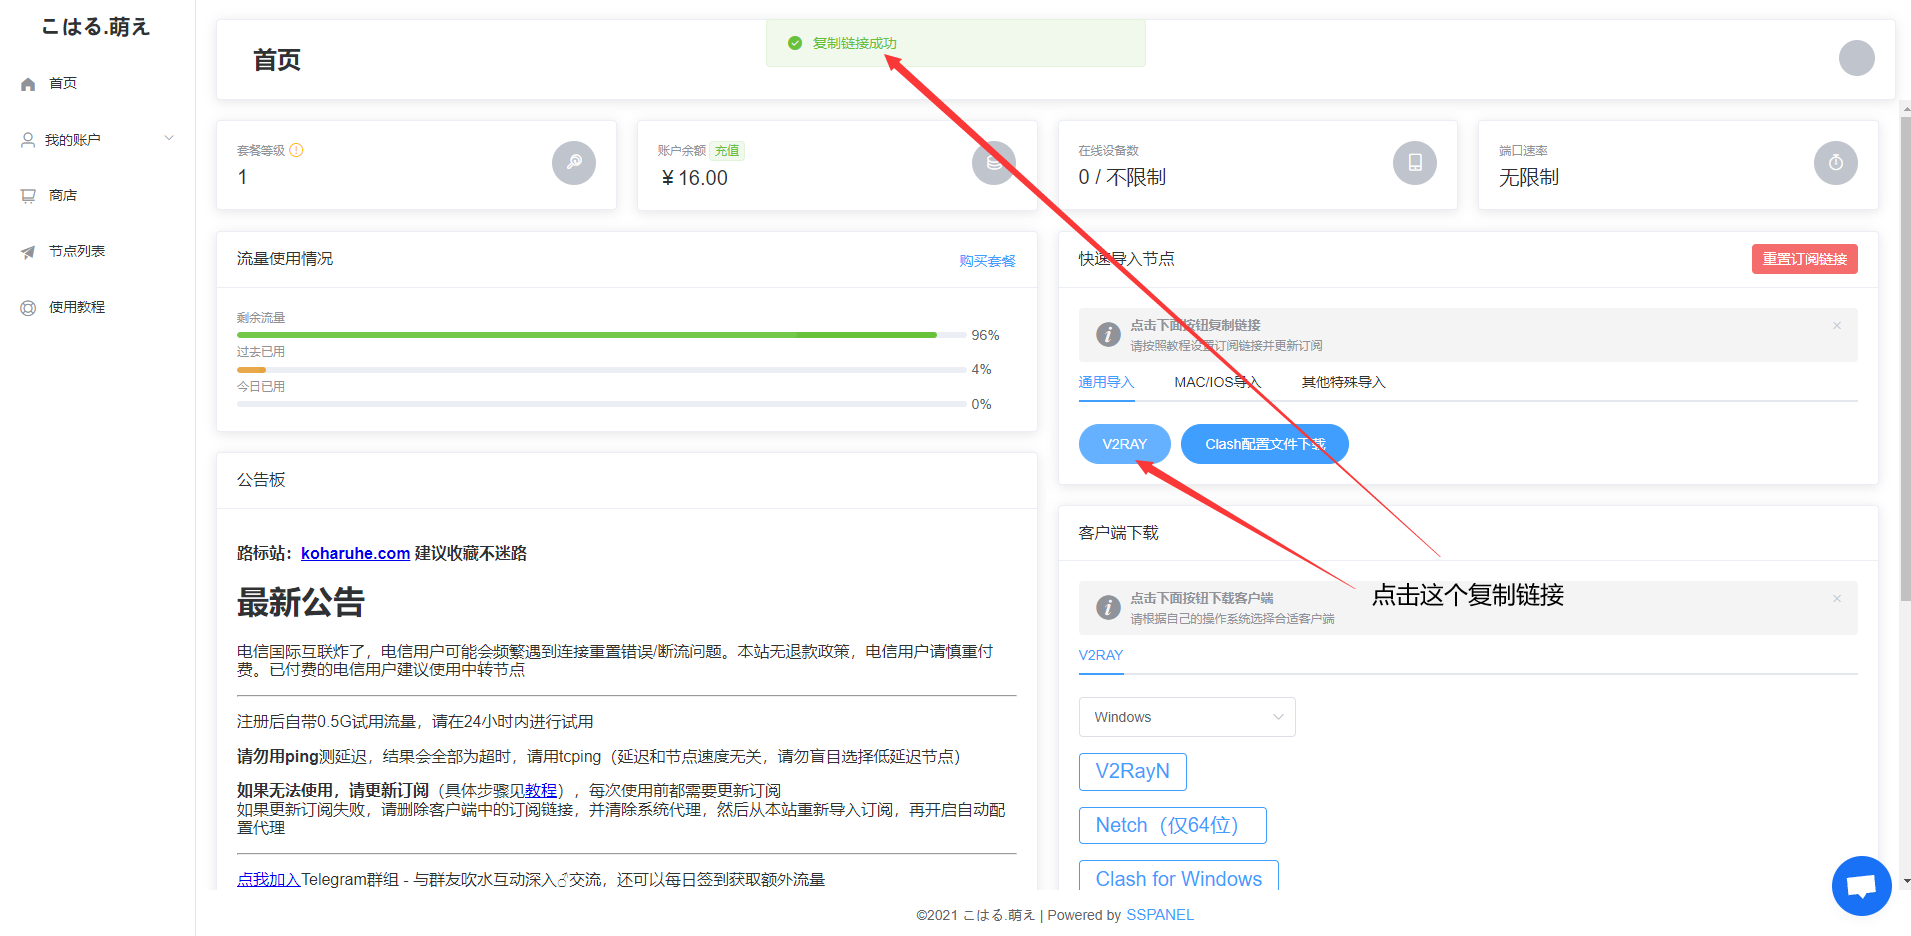 こはる.萌え
首页
我的账户
商店
节点列表
使用教程
首页
复制链接成功
套餐等级
1
账户余额 充值
¥ 16.00
在线设备数
0 / 不限制
端口速率
无限制
流量使用情况
购买套餐
剩余流量
96%
过去已用
4%
今日已用
0%
公告板
路标站：koharuhe.com 建议收藏不迷路
最新公告
电信国际互联炸了，电信用户可能会频繁遇到连接重置错误/断流问题。本站无退款政策，电信用户请慎重付
费。已付费的电信用户建议使用中转节点
注册后自带0.5G试用流量，请在24小时内进行试用
请勿用ping测延迟，结果会全部为超时，请用tcping（延迟和节点速度无关，请勿盲目选择低延迟节点）
如果无法使用，请更新订阅（具体步骤见教程），每次使用前都需要更新订阅
如果更新订阅失败，请删除客户端中的订阅链接，并清除系统代理，然后从本站重新导入订阅，再开启自动配
置代理
点我加入Telegram群组 - 与群友吹水互动深入♂交流，还可以每日签到获取额外流量
快速导入节点
重置订阅链接
点击下面按钮复制链接
请按照教程设置订阅链接并更新订阅
通用导入 MAC/IOS导入 其他特殊导入
V2RAY Clash配置文件下载
客户端下载
点击这个复制链接
点击下面按钮下载客户端
请根据自己的操作系统选择合适客户端
V2RAY
Windows
V2RayN
Netch（仅64位）
Clash for Windows
©2021 こはる.萌え | Powered by SSPANEL